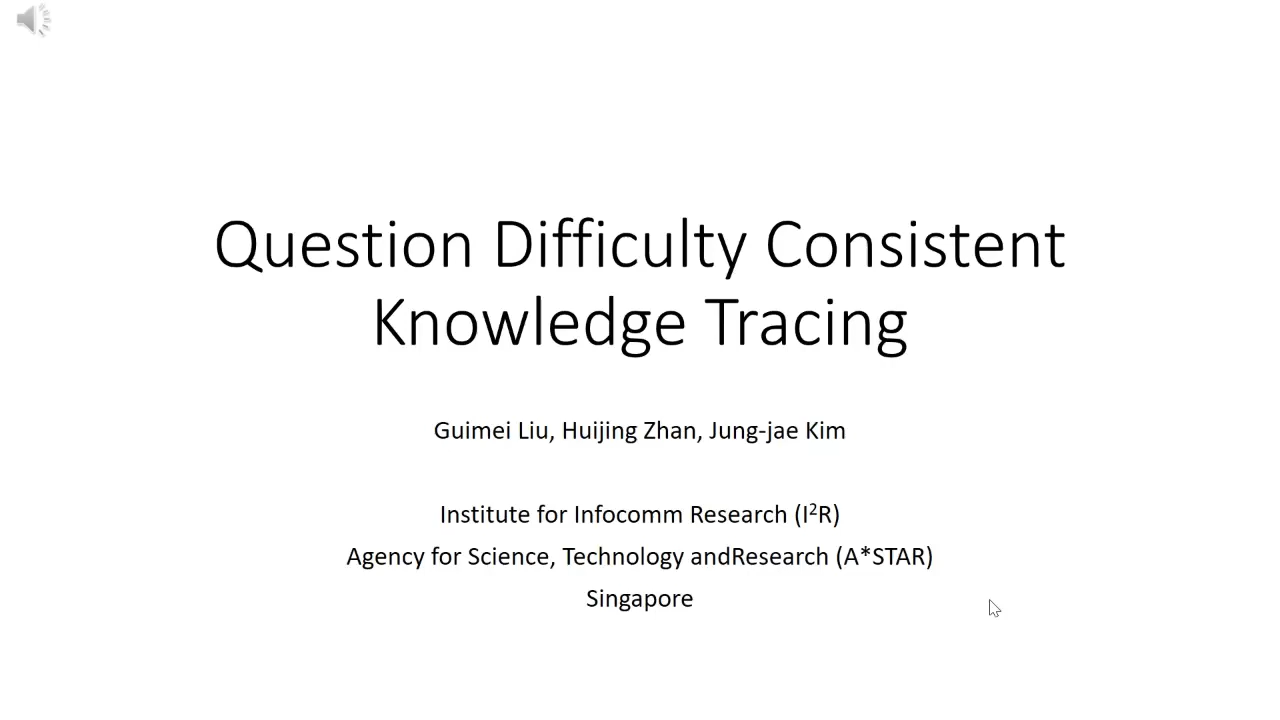 Question Difficulty Consistent
Knowledge Tracing
Guimei Liu, Huijing Zhan, Jung-jae Kim
Institute for Infocomm Research (I²R)
Agency for Science, Technology andResearch (A*STAR)
Singapore